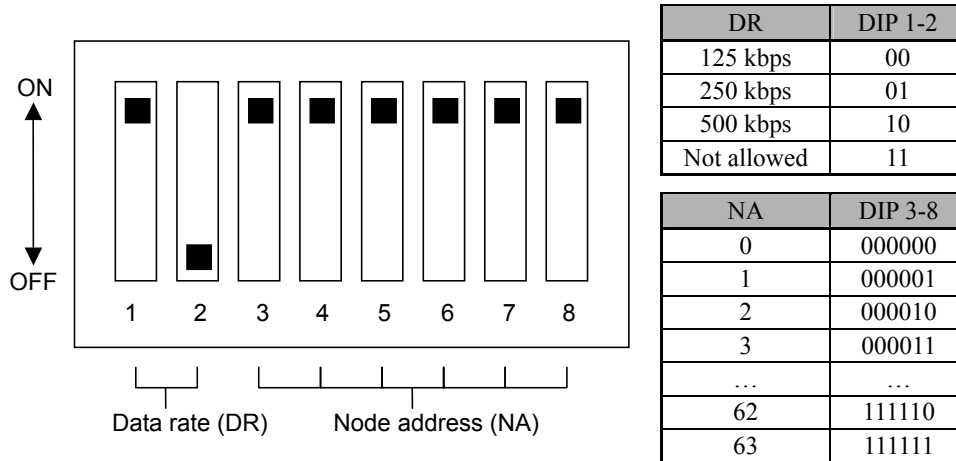 ON
OFF
1 2 3 4 5 6 7 8
Data rate (DR) Node address (NA)
DR DIP 1-2
125 kbps 00
250 kbps 01
500 kbps 10
Not allowed 11
NA DIP 3-8
0 000000
1 000001
2 000010
3 000011
… …
62 111110
63 111111